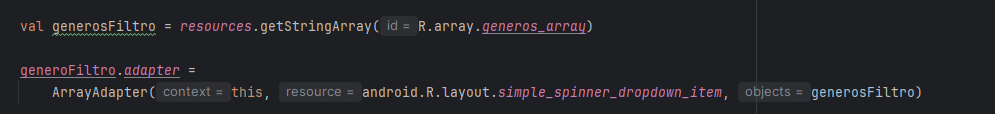 val generosFiltro = resources.getStringArray( id = R.array.generos_array)
generoFiltro.adapter =
ArrayAdapter( context = this, resource = android.R.layout.simple_spinner_dropdown_item, objects = generosFiltro)